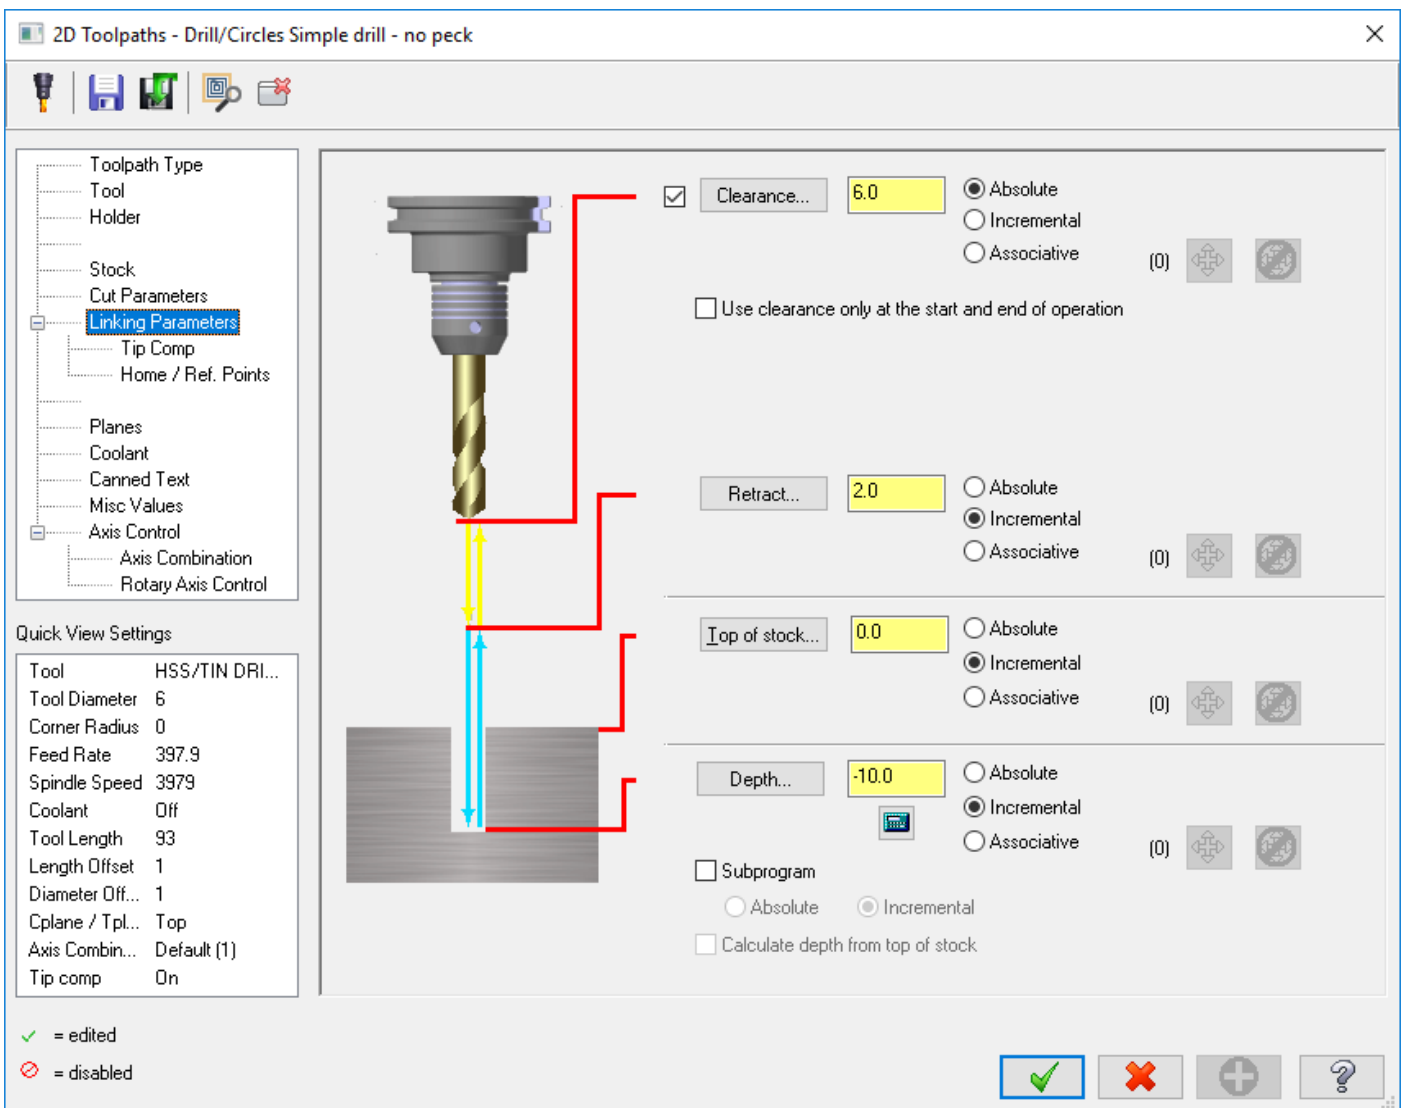 2D Toolpaths - Drill/Circles Simple drill - no peck
Toolpath Type
Tool
Holder
Stock
Cut Parameters
Linking Parameters
Tip Comp
Home / Ref. Points
Planes
Coolant
Canned Text
Misc Values
Axis Control
Axis Combination
Rotary Axis Control
Quick View Settings
Tool HSS/TIN DRI...
Tool Diameter 6
Corner Radius 0
Feed Rate 397.9
Spindle Speed 3979
Coolant Off
Tool Length 93
Length Offset 1
Diameter Off... 1
Cplane / Tpl... Top
Axis Combin... Default (1)
Tip comp On
= edited
= disabled
Clearance... 6.0 Absolute
Incremental
Associative (0)
Use clearance only at the start and end of operation
Retract... 2.0 Absolute
Incremental
Associative (0)
Top of stock... 0.0 Absolute
Incremental
Associative (0)
Depth... -10.0 Absolute
Incremental
Associative (0)
Subprogram
Absolute Incremental
Calculate depth from top of stock